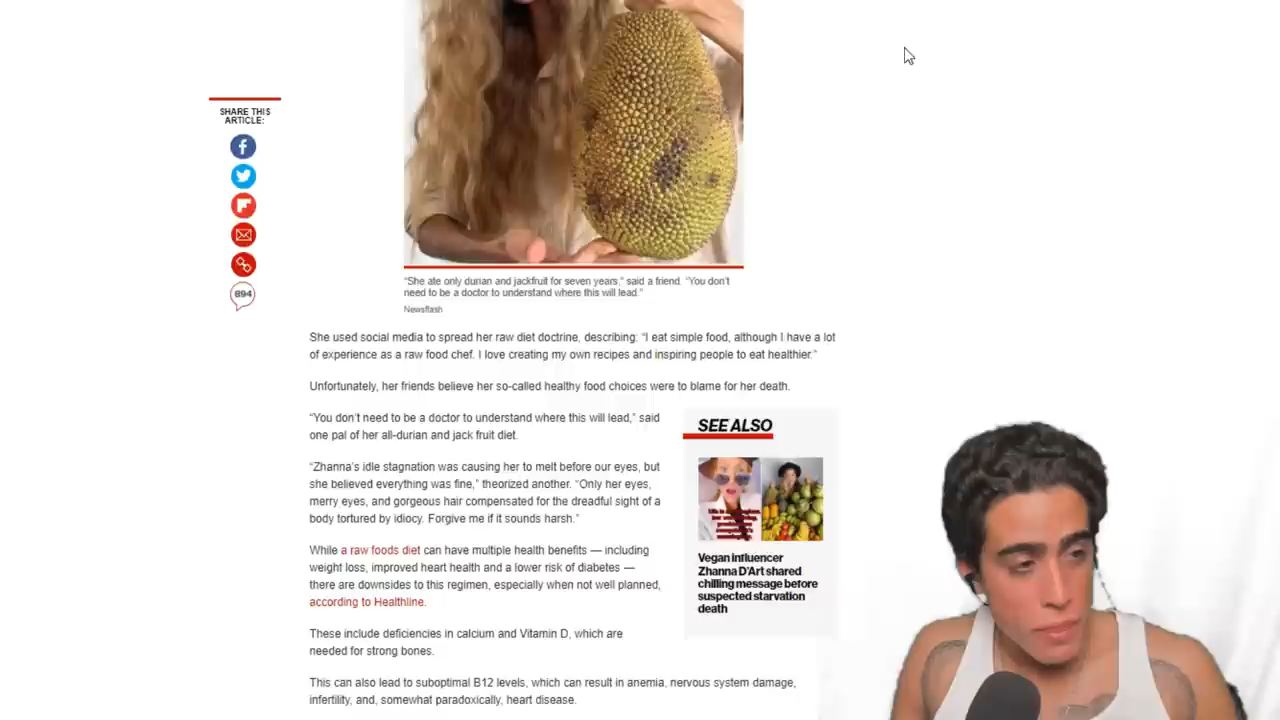 SHARE THIS
ARTICLE:
894
"She ate only durian and jackfruit for seven years," said a friend. "You don't
need to be a doctor to understand where this will lead."
Newsflash
She used social media to spread her raw diet doctrine, describing: "I eat simple food, although I have a lot
of experience as a raw food chef. I love creating my own recipes and inspiring people to eat healthier."
Unfortunately, her friends believe her so-called healthy food choices were to blame for her death.
"You don't need to be a doctor to understand where this will lead," said
one pal of her all-durian and jack fruit diet.
"Zhanna's idle stagnation was causing her to melt before our eyes, but
she believed everything was fine," theorized another. "Only her eyes,
merry eyes, and gorgeous hair compensated for the dreadful sight of a
body tortured by idiocy. Forgive me if it sounds harsh."
While a raw foods diet can have multiple health benefits — including
weight loss, improved heart health and a lower risk of diabetes —
there are downsides to this regimen, especially when not well planned,
according to Healthline.
These include deficiencies in calcium and Vitamin D, which are
needed for strong bones.
This can also lead to suboptimal B12 levels, which can result in anemia, nervous system damage,
infertility, and, somewhat paradoxically, heart disease.
SEE ALSO
Vegan influencer
Zhanna D'Art shared
chilling message before
suspected starvation
death